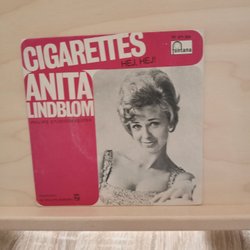 CIGARETTES
HEJ, HEJ!
fontana
ANITA
LINDBLOM